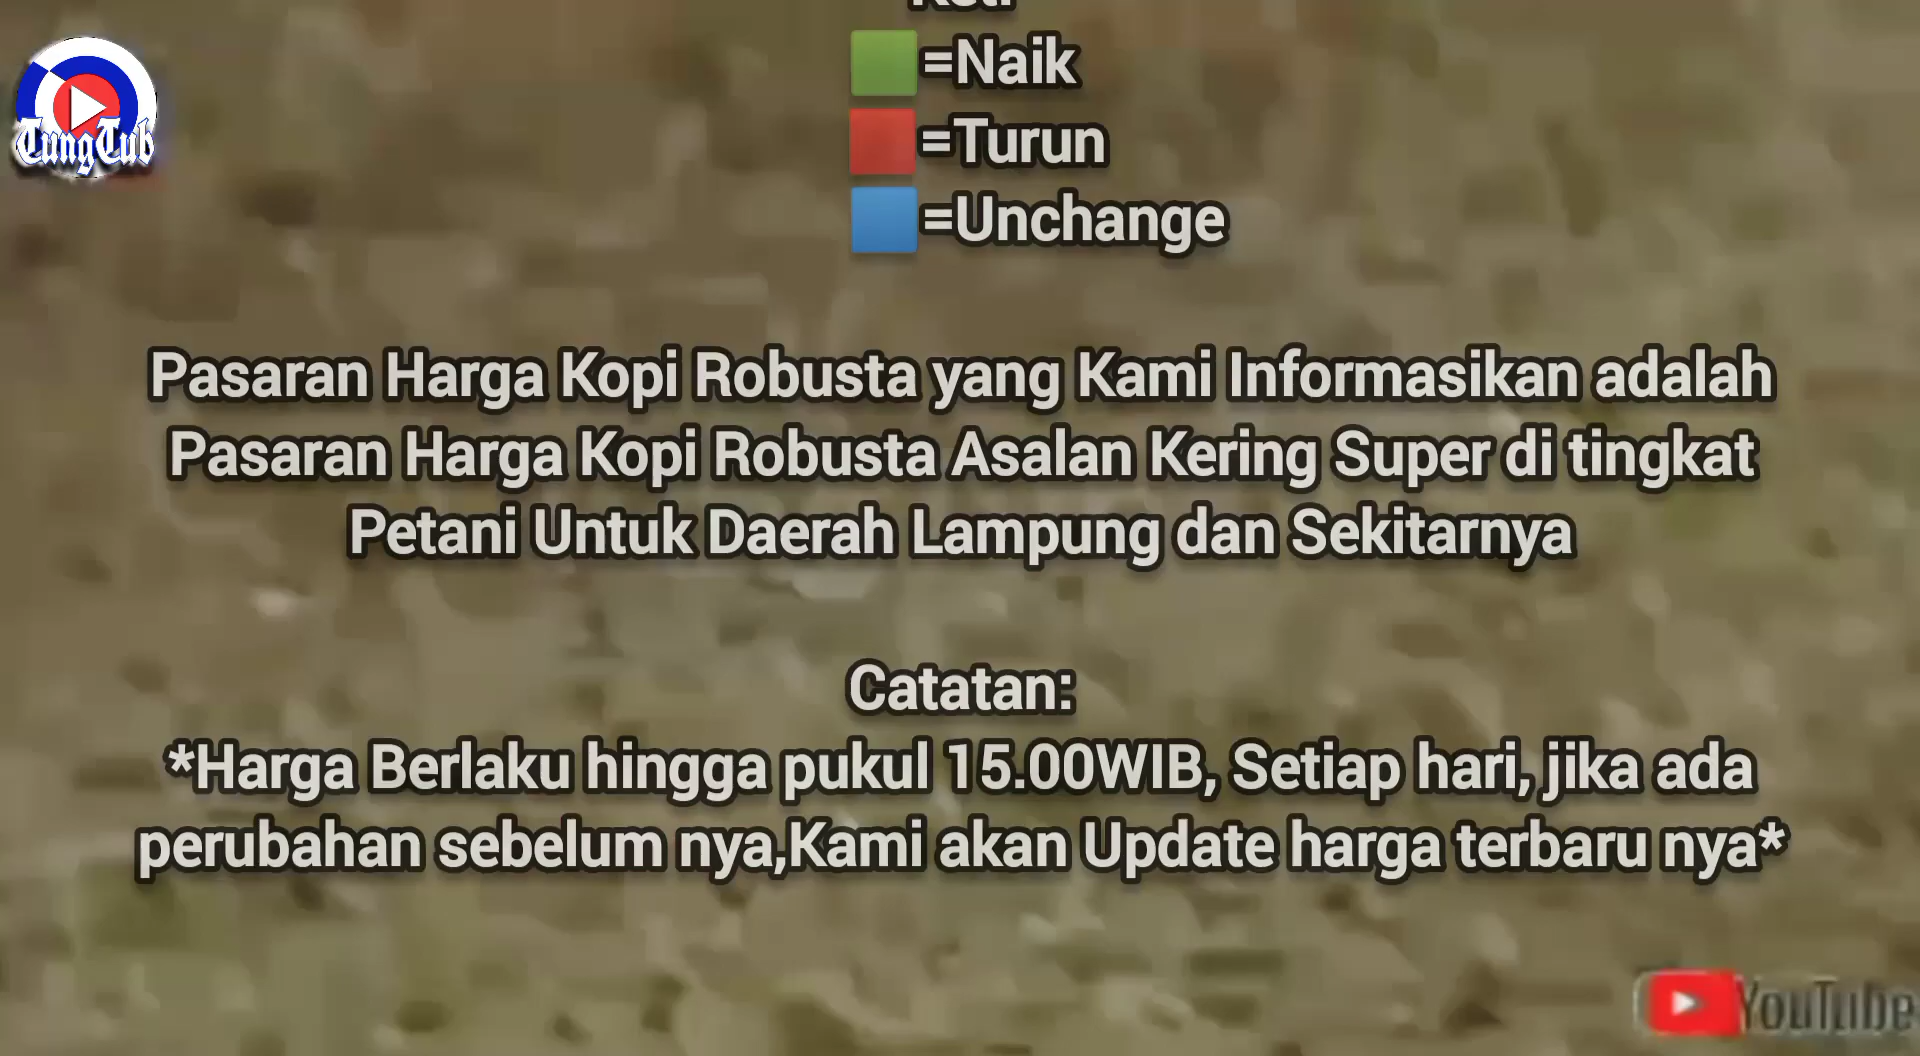 =Naik
=Turun
=Unchange
Pasaran Harga Kopi Robusta yang Kami Informasikan adalah
Pasaran Harga Kopi Robusta Asalan Kering Super di tingkat
Petani Untuk Daerah Lampung dan Sekitarnya
Catatan:
*Harga Berlaku hingga pukul 15.00WIB, Setiap hari, jika ada
perubahan sebelum nya,Kami akan Update harga terbaru nya*
TungTub
YouTube